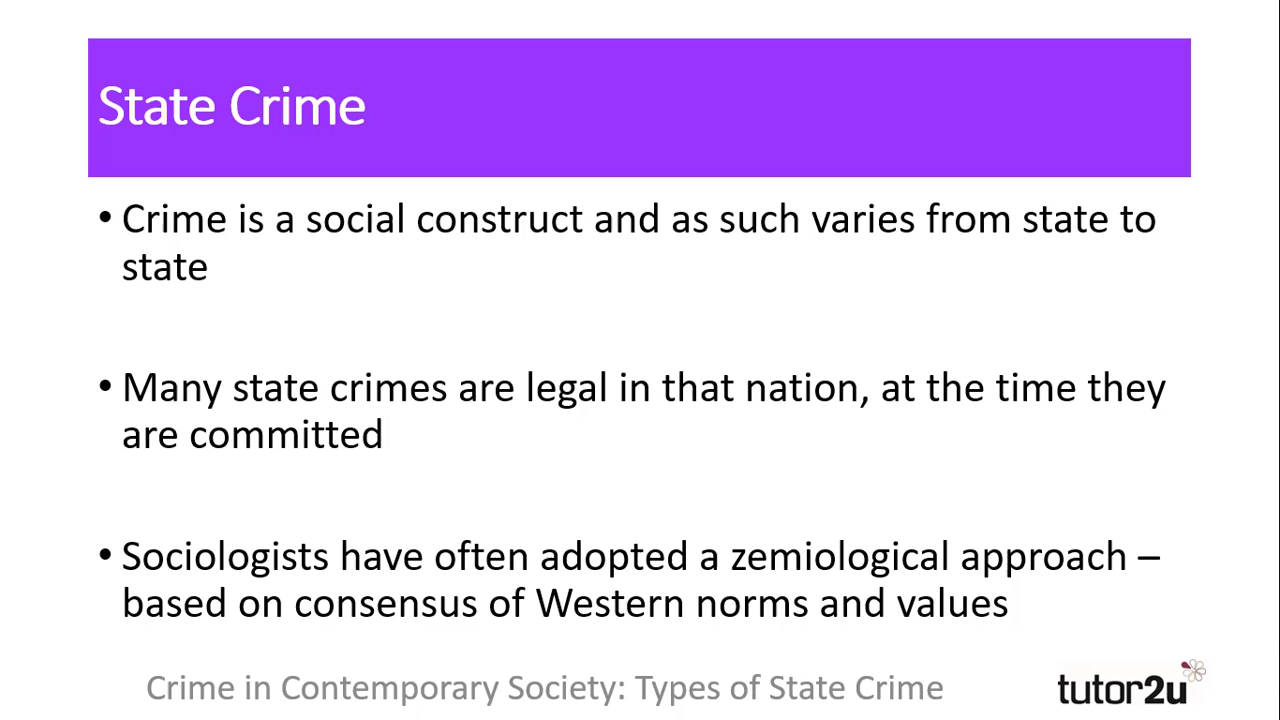 State Crime
• Crime is a social construct and as such varies from state to
state
• Many state crimes are legal in that nation, at the time they
are committed
• Sociologists have often adopted a zemiological approach –
based on consensus of Western norms and values
Crime in Contemporary Society: Types of State Crime
tutor2u